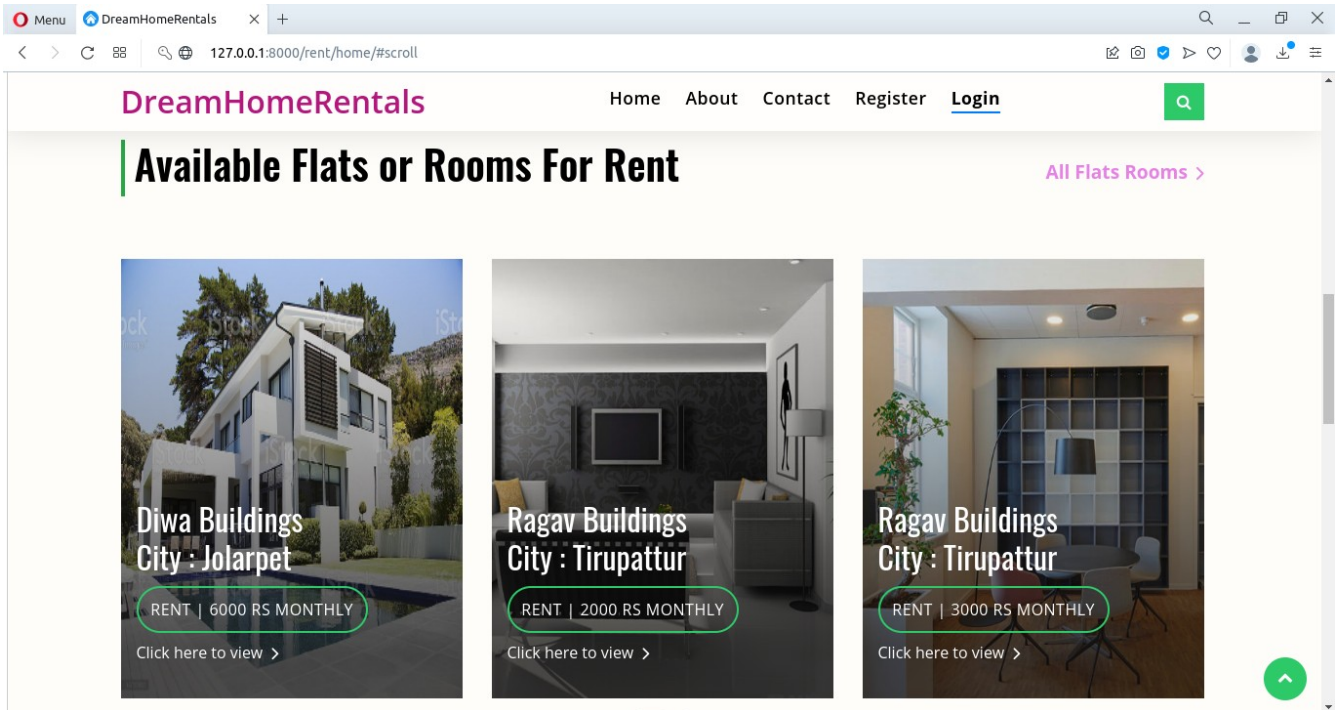 Menu
DreamHomeRentals
127.0.0.1:8000/rent/home/#scroll
DreamHomeRentals
Home About Contact Register Login
Available Flats or Rooms For Rent
All Flats Rooms
iStock
iStock
Diwa Buildings
City : Jolarpet
RENT | 6000 RS MONTHLY
Click here to view
Ragav Buildings
City : Tirupattur
RENT | 2000 RS MONTHLY
Click here to view
Ragav Buildings
City : Tirupattur
RENT | 3000 RS MONTHLY
Click here to view